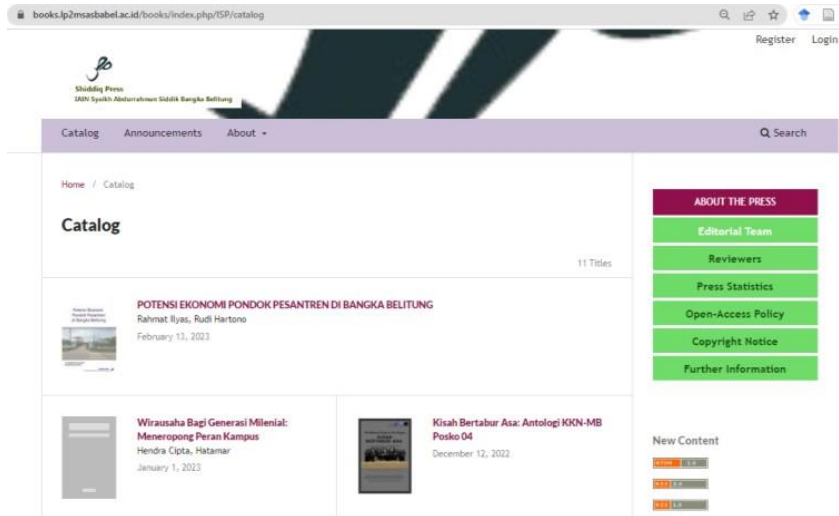 books.lp2msasbabel.ac.id/books/index.php/1SP/catalog
Register Login
Shiddiq Press
IAIN Syaikh Abdurrahman Siddik Bangka Belitung
Catalog Announcements About
Search
Home / Catalog
Catalog
11 Titles
POTENSI EKONOMI PONDOK PESANTREN DI BANGKA BELITUNG
Rahmat Ilyas, Rudi Hartono
February 13, 2023
Wirausaha Bagi Generasi Milenial:
Meneropong Peran Kampus
Hendra Cipta, Hatamar
January 1, 2023
Kisah Bertabur Asa: Antologi KKN-MB
Posko 04
December 12, 2022
ABOUT THE PRESS
Editorial Team
Reviewers
Press Statistics
Open-Access Policy
Copyright Notice
Further Information
New Content